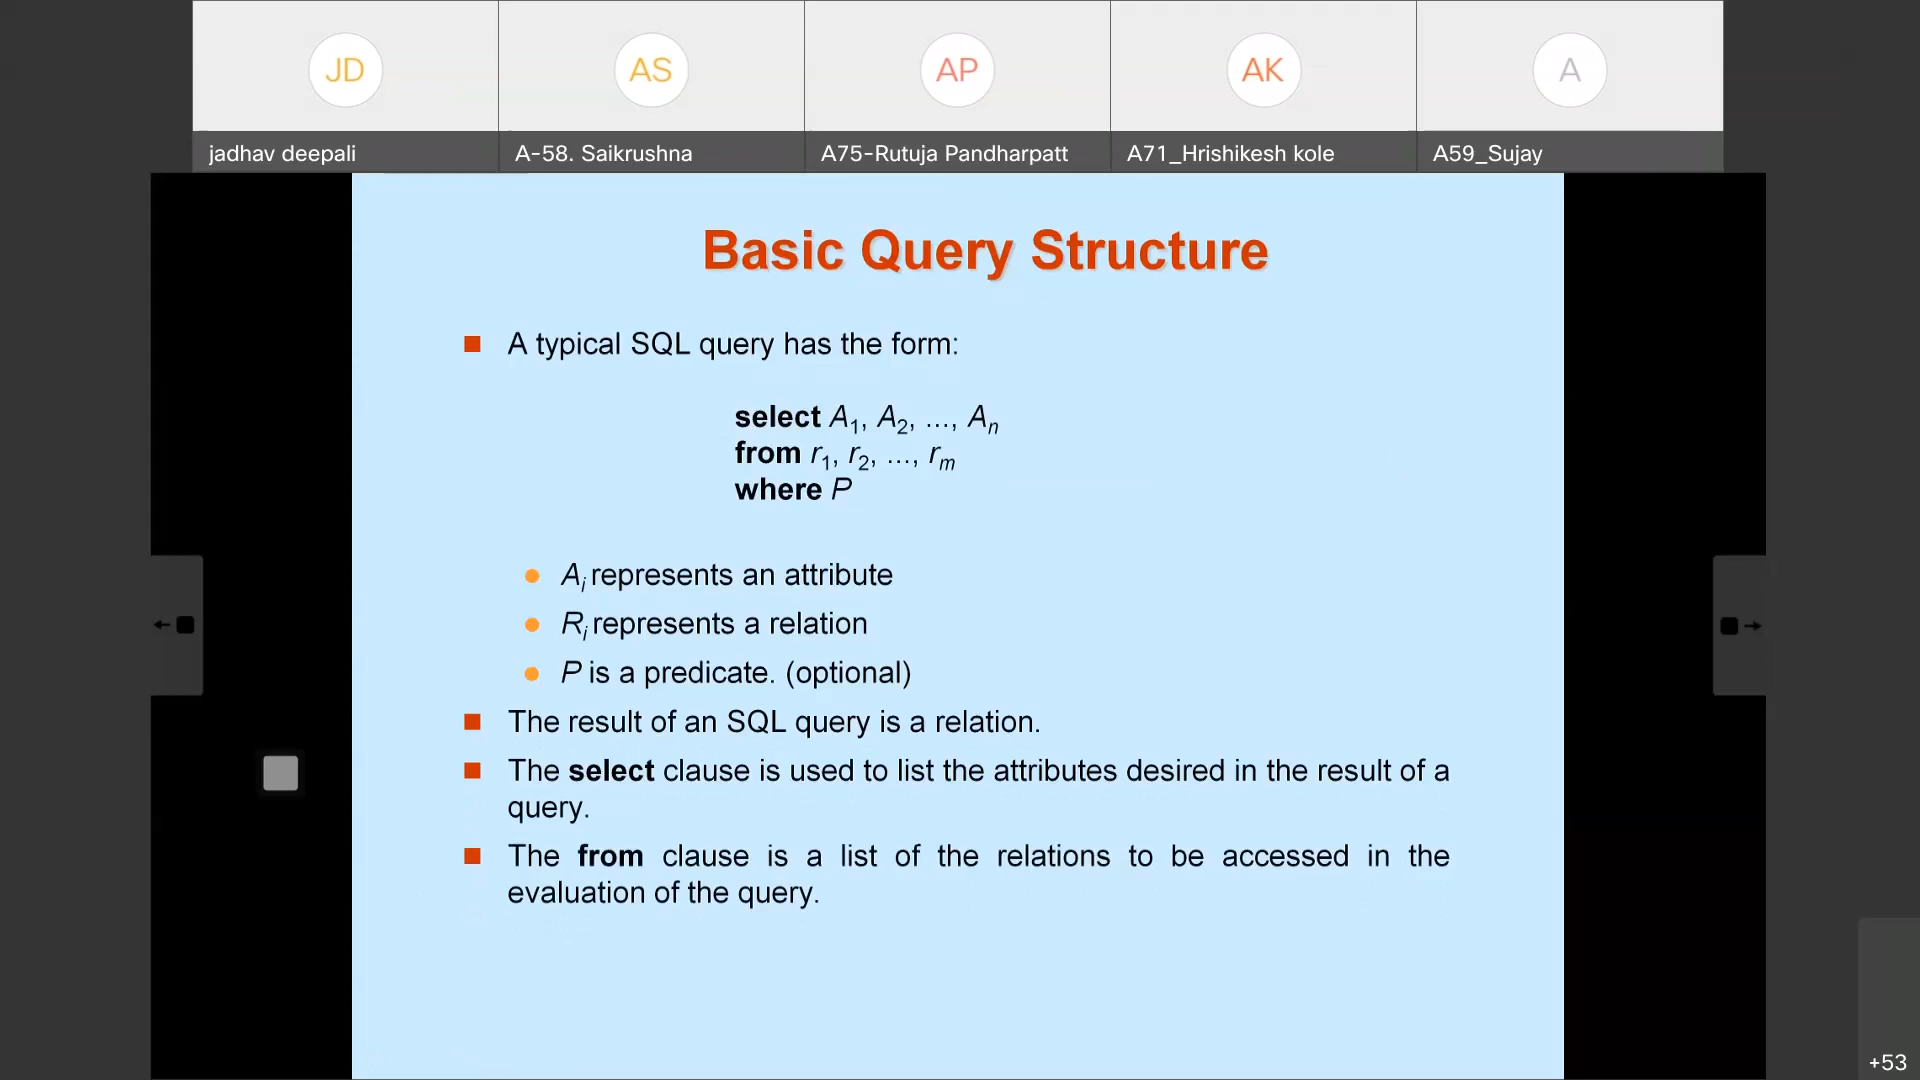 JD
AS
AP
AK
A
jadhav deepali
A-58. Saikrushna
A75-Rutuja Pandharpatt
A71_Hrishikesh kole
A59_Sujay
Basic Query Structure
A typical SQL query has the form:
select A1, A2, ..., An
from r1, r2, ..., rm
where P
Ai represents an attribute
Ri represents a relation
P is a predicate. (optional)
The result of an SQL query is a relation.
The select clause is used to list the attributes desired in the result of a
query.
The from clause is a list of the relations to be accessed in the
evaluation of the query.
+53